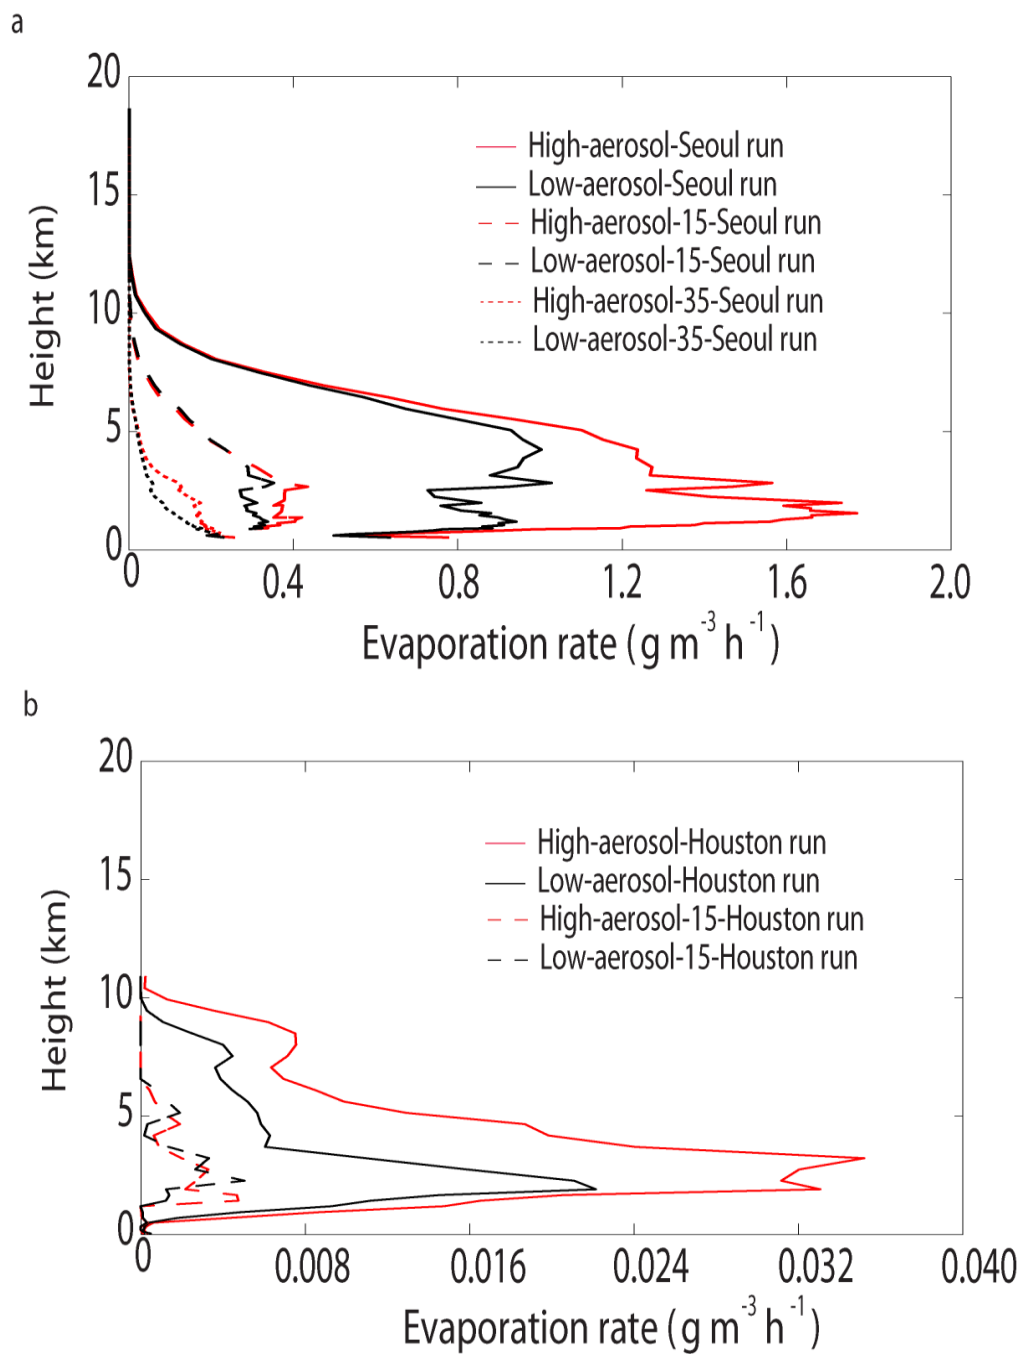 a
20
15
10
5
0
Height (km)
High-aerosol-Seoul run
Low-aerosol-Seoul run
High-aerosol-15-Seoul run
Low-aerosol-15-Seoul run
High-aerosol-35-Seoul run
Low-aerosol-35-Seoul run
0 0.4 0.8 1.2 1.6 2.0
Evaporation rate (g m⁻³ h⁻¹)
b
20
15
10
5
0
Height (km)
High-aerosol-Houston run
Low-aerosol-Houston run
High-aerosol-15-Houston run
Low-aerosol-15-Houston run
0 0.008 0.016 0.024 0.032 0.040
Evaporation rate (g m⁻³ h⁻¹)